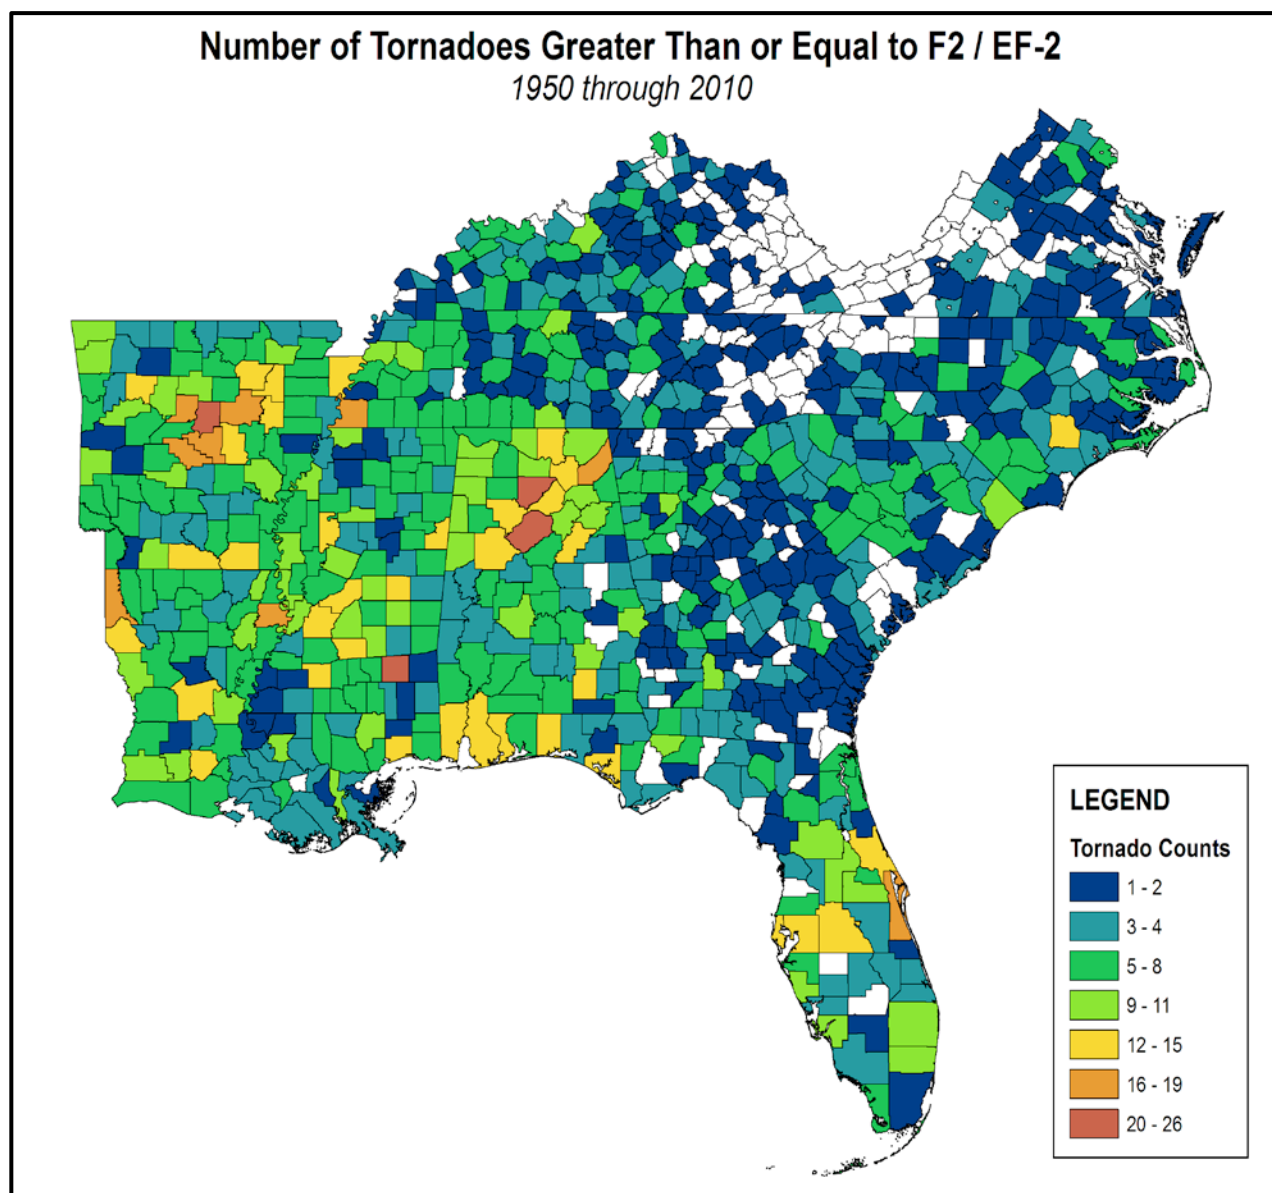 Number of Tornadoes Greater Than or Equal to F2 / EF-2
1950 through 2010
LEGEND
Tornado Counts
1 - 2
3 - 4
5 - 8
9 - 11
12 - 15
16 - 19
20 - 26